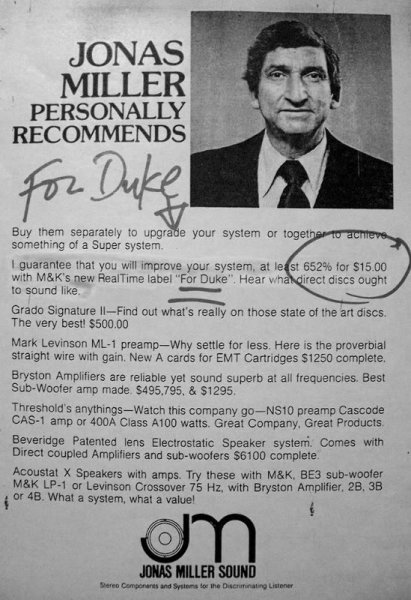 JONAS
MILLER
PERSONALLY
RECOMMENDS
For Duke
Buy them separately to upgrade your system or together to achieve
something of a Super system.
I guarantee that you will improve your system, at least 652% for $15.00
with M&K's new RealTime label "For Duke". Hear what direct discs ought
to sound like.
Grado Signature II—Find out what's really on those state of the art discs.
The very best! $500.00
Mark Levinson ML-1 preamp—Why settle for less. Here is the proverbial
straight wire with gain. New A cards for EMT Cartridges $1250 complete.
Bryston Amplifiers are reliable yet sound superb at all frequencies. Best
Sub-Woofer amp made. $495,795, & $1295.
Threshold's anythings—Watch this company go—NS10 preamp Cascode
CAS-1 amp or 400A Class A100 watts. Great Company, Great Products.
Beveridge Patented lens Electrostatic Speaker system. Comes with
Direct coupled Amplifiers and sub-woofers $6100 complete.
Acoustat X Speakers with amps. Try these with M&K, BE3 sub-woofer
M&K LP-1 or Levinson Crossover 75 Hz, with Bryston Amplifier, 2B, 3B
or 4B. What a system, what a value!
JM
JONAS MILLER SOUND
Stereo Components and Systems for the Discriminating Listener